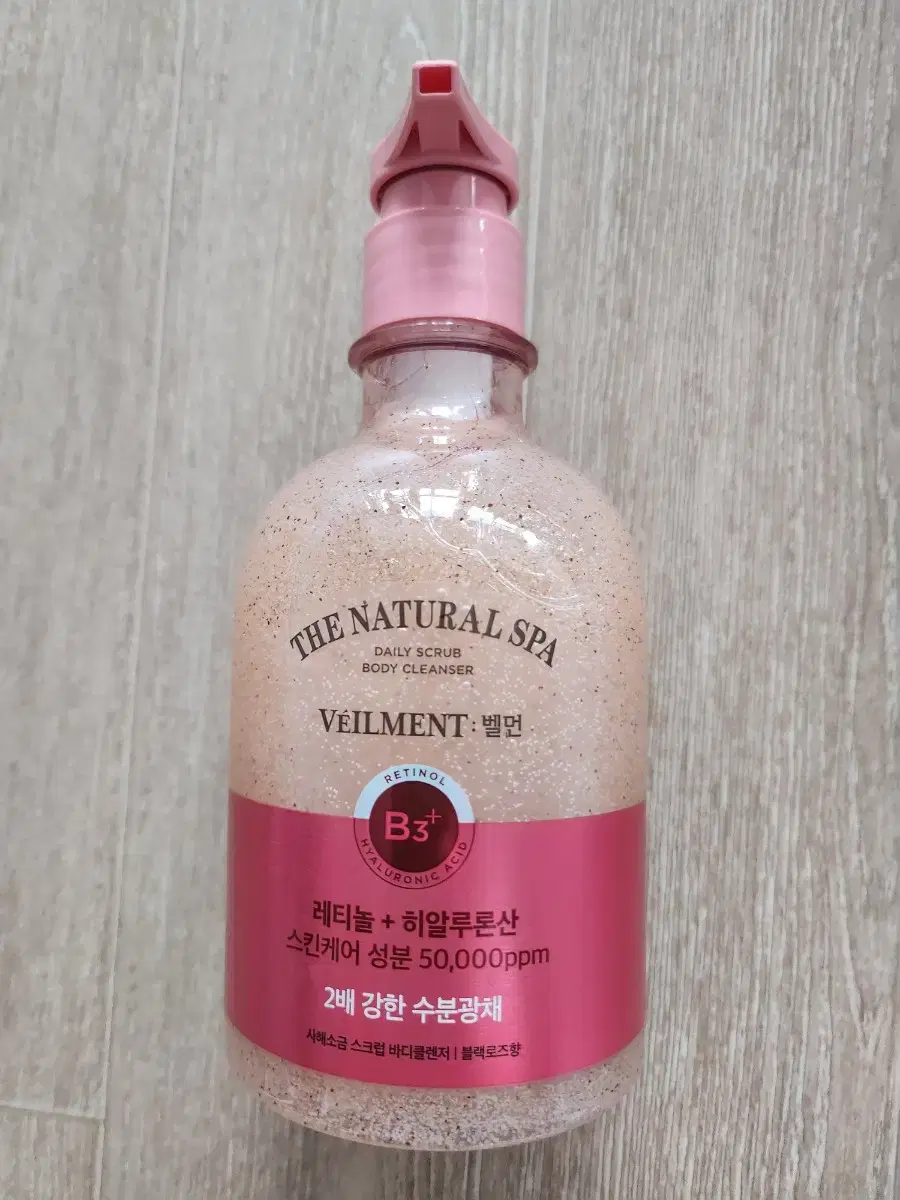 THE NATURAL SPA
DAILY SCRUB
BODY CLEANSER
VÉILMENT : 벨먼
RETINOL
B3+
HYALURONIC ACID
레티놀 + 히알루론산
스킨케어 성분 50,000ppm
2배 강한 수분광채
사해소금 스크럽 바디클렌저 | 블랙로즈향